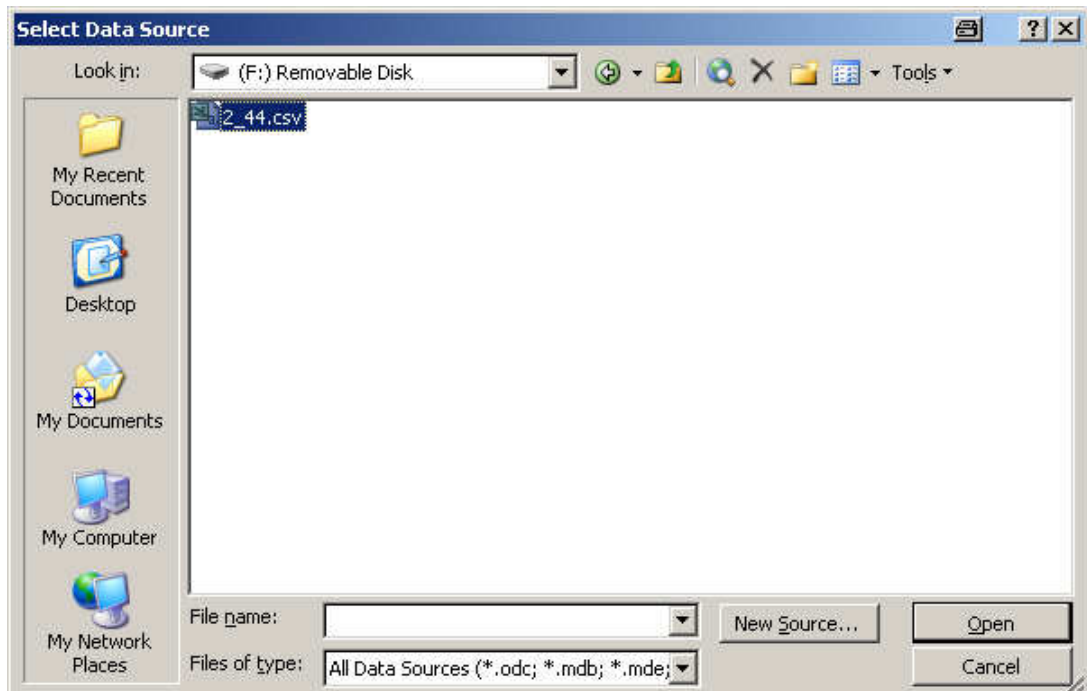 Select Data Source
Look in:
(F:) Removable Disk
Tools
2_44.csv
My Recent
Documents
Desktop
My Documents
My Computer
My Network
Places
File name:
New Source...
Open
Files of type:
All Data Sources (*.odc; *.mdb; *.mde;
Cancel